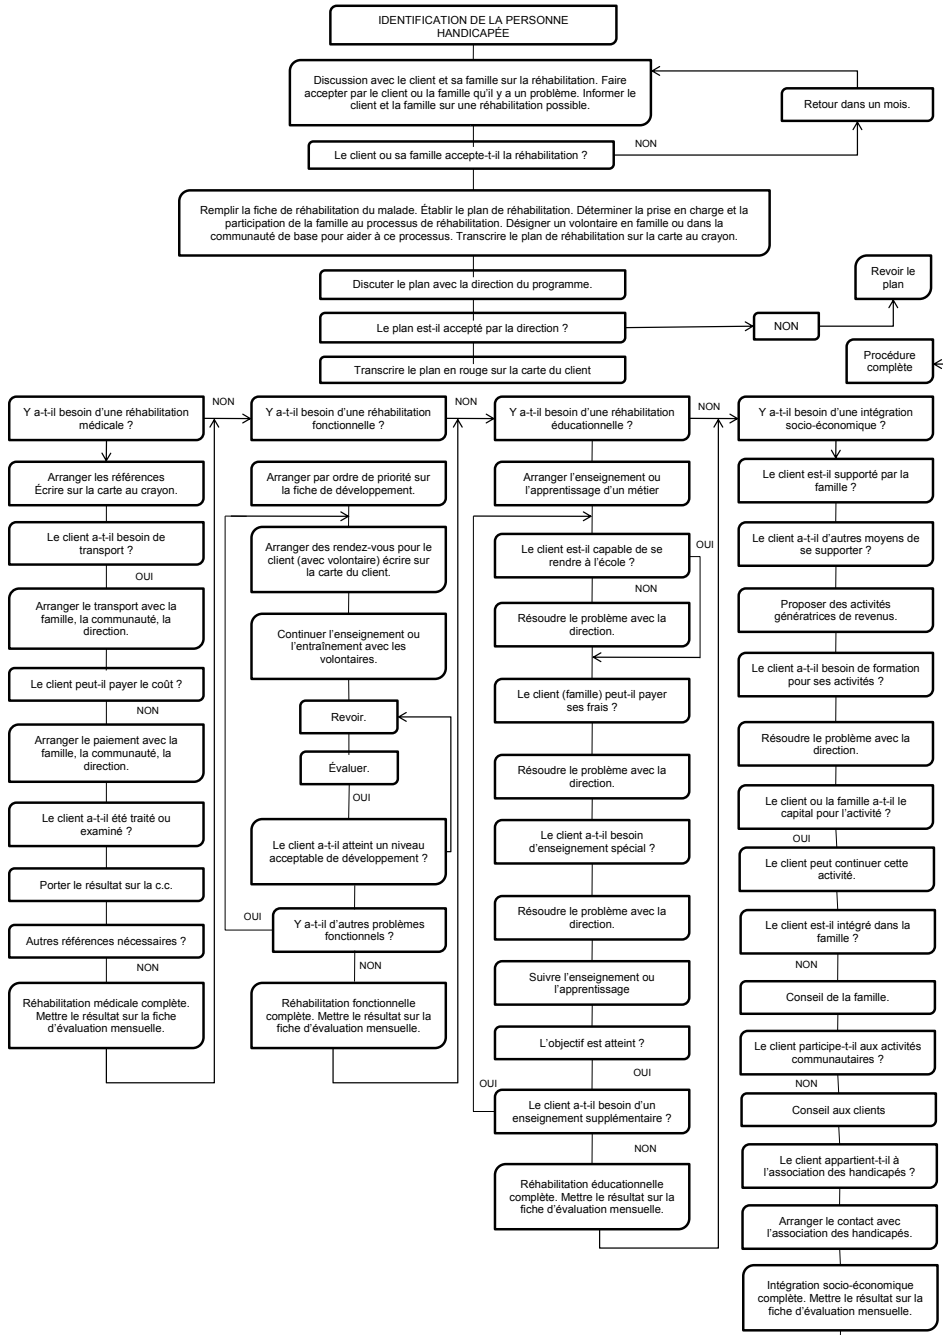 IDENTIFICATION DE LA PERSONNE
HANDICAPÉE
Discussion avec le client et sa famille sur la réhabilitation. Faire
accepter par le client ou la famille qu'il y a un problème. Informer le
client et la famille sur une réhabilitation possible.
Retour dans un mois.
NON
Le client ou sa famille accepte-t-il la réhabilitation ?
Remplir la fiche de réhabilitation du malade. Établir le plan de réhabilitation. Déterminer la prise en charge et la
participation de la famille au processus de réhabilitation. Désigner un volontaire en famille ou dans la
communauté de base pour aider à ce processus. Transcrire le plan de réhabilitation sur la carte au crayon.
Discuter le plan avec la direction du programme.
Revoir le
plan
Le plan est-il accepté par la direction ?
NON
Transcrire le plan en rouge sur la carte du client
Procédure
complète
Y a-t-il besoin d'une réhabilitation
médicale ?
NON
Arranger les références
Écrire sur la carte au crayon.
Le client a-t-il besoin de
transport ?
OUI
Arranger le transport avec la
famille, la communauté, la
direction.
Le client peut-il payer le coût ?
NON
Arranger le paiement avec la
famille, la communauté, la
direction.
Le client a-t-il été traité ou
examiné ?
Porter le résultat sur la c.c.
Autres références nécessaires ?
NON
Réhabilitation médicale complète.
Mettre le résultat sur la fiche
d'évaluation mensuelle.
Y a-t-il besoin d'une réhabilitation
fonctionnelle ?
NON
Arranger par ordre de priorité sur
la fiche de développement.
Arranger des rendez-vous pour le
client (avec volontaire) écrire sur
la carte du client.
Continuer l'enseignement ou
l'entraînement avec les
volontaires.
Revoir.
Évaluer.
OUI
Le client a-t-il atteint un niveau
acceptable de développement ?
OUI
Y a-t-il d'autres problèmes
fonctionnels ?
NON
Réhabilitation fonctionnelle
complète. Mettre le résultat sur la
fiche d'évaluation mensuelle.
Y a-t-il besoin d'une réhabilitation
éducationnelle ?
NON
Arranger l'enseignement ou
l'apprentissage d'un métier
Le client est-il capable de se
rendre à l'école ?
OUI
NON
Résoudre le problème avec la
direction.
Le client (famille) peut-il payer
ses frais ?
Résoudre le problème avec la
direction.
Le client a-t-il besoin
d'enseignement spécial ?
Résoudre le problème avec la
direction.
Suivre l'enseignement ou
l'apprentissage
L'objectif est atteint ?
OUI
OUI
Le client a-t-il besoin d'un
enseignement supplémentaire ?
NON
Réhabilitation éducationnelle
complète. Mettre le résultat sur la
fiche d'évaluation mensuelle.
Y a-t-il besoin d'une intégration
socio-économique ?
Le client est-il supporté par la
famille ?
Le client a-t-il d'autres moyens de
se supporter ?
Proposer des activités
génératrices de revenus.
Le client a-t-il besoin de formation
pour ses activités ?
Résoudre le problème avec la
direction.
Le client ou la famille a-t-il le
capital pour l'activité ?
OUI
Le client peut continuer cette
activité.
Le client est-il intégré dans la
famille ?
NON
Conseil de la famille.
Le client participe-t-il aux activités
communautaires ?
NON
Conseil aux clients
Le client appartient-t-il à
l'association des handicapés ?
Arranger le contact avec
l'association des handicapés.
Intégration socio-économique
complète. Mettre le résultat sur la
fiche d'évaluation mensuelle.